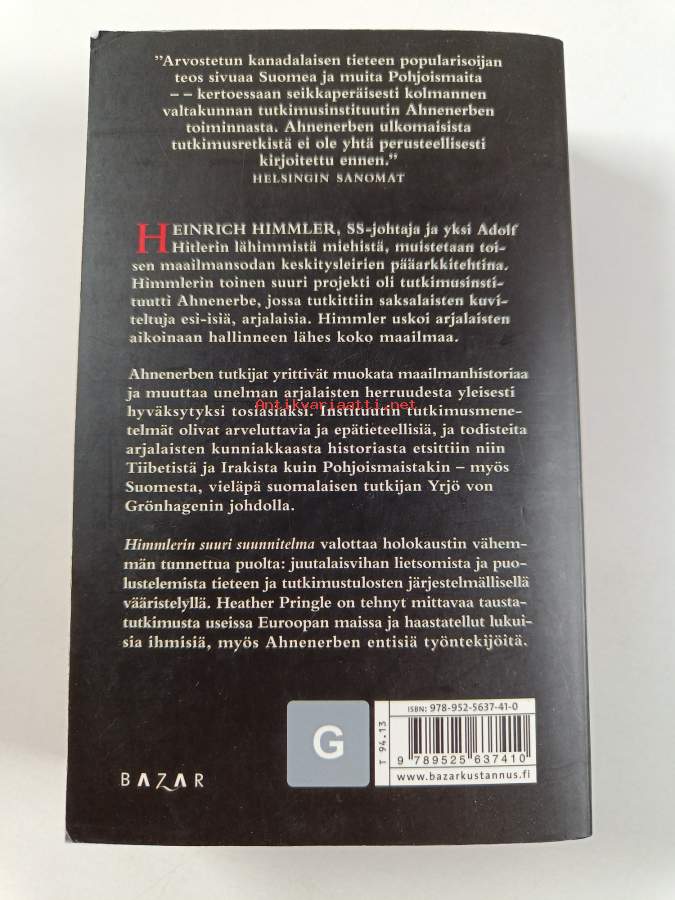 ”Arvostetun kanadalaisen tieteen popularisoijan
teos sivuaa Suomea ja muita Pohjoismaita
– – kertoessaan seikkaperäisesti kolmannen
valtakunnan tutkimusinstituutin Ahnenerben
toiminnasta. Ahnenerben ulkomaisista
tutkimusretkistä ei ole yhtä perusteellisesti
kirjoitettu ennen.”
HELSINGIN SANOMAT
HEINRICH HIMMLER, SS-johtaja ja yksi Adolf
Hitlerin lähimmistä miehistä, muistetaan toi-
sen maailmansodan keskitysleirien pääarkkitehtina.
Himmlerin toinen suuri projekti oli tutkimusinsti-
tuutti Ahnenerbe, jossa tutkittiin saksalaisten kuvi-
teltuja esi-isiä, arjalaisia. Himmler uskoi arjalaisten
aikoinaan hallinneen lähes koko maailmaa.
Ahnenerben tutkijat yrittivät muokata maailmanhistoriaa
ja muuttaa unelman arjalaisten herruudesta yleisesti
Antikvariaatti.net
hyväksytyksi tosiasiaksi. Instituutin tutkimusmene-
telmät olivat arveluttavia ja epätieteellisiä, ja todisteita
arjalaisten kunniakkaasta historiasta etsittiin niin
Tiibetistä ja Irakista kuin Pohjoismaistakin – myös
Suomesta, vieläpä suomalaisen tutkijan Yrjö von
Grönhagenin johdolla.
Himmlerin suuri suunnitelma valottaa holokaustin vähem-
män tunnettua puolta: juutalaisvihan lietsomista ja puo-
lustelemista tieteen ja tutkimustulosten järjestelmällisellä
vääristelyllä. Heather Pringle on tehnyt mittavaa tausta-
tutkimusta useissa Euroopan maissa ja haastatellut lukui-
sia ihmisiä, myös Ahnenerben entisiä työntekijöitä.
ISBN: 978-952-5637-41-0
T 94.13
G
9 789525 637410
www.bazarkustannus.fi
BAZAR